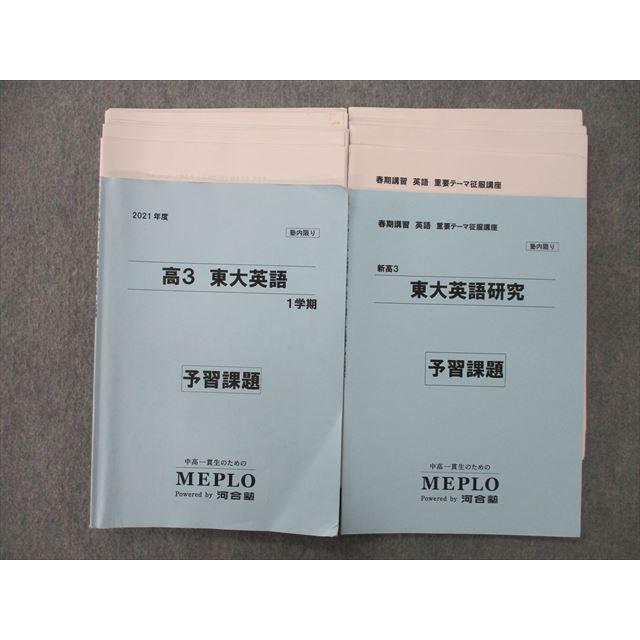 2021年度
塾内限り
高3 東大英語
1学期
予習課題
中高一貫生のための
MEPLO
Powered by 河合塾
春期講習 英語 重要テーマ征服講座
春期講習 英語 重要テーマ征服講座
塾内限り
新高3
東大英語研究
予習課題
中高一貫生のための
MEPLO
Powered by 河合塾